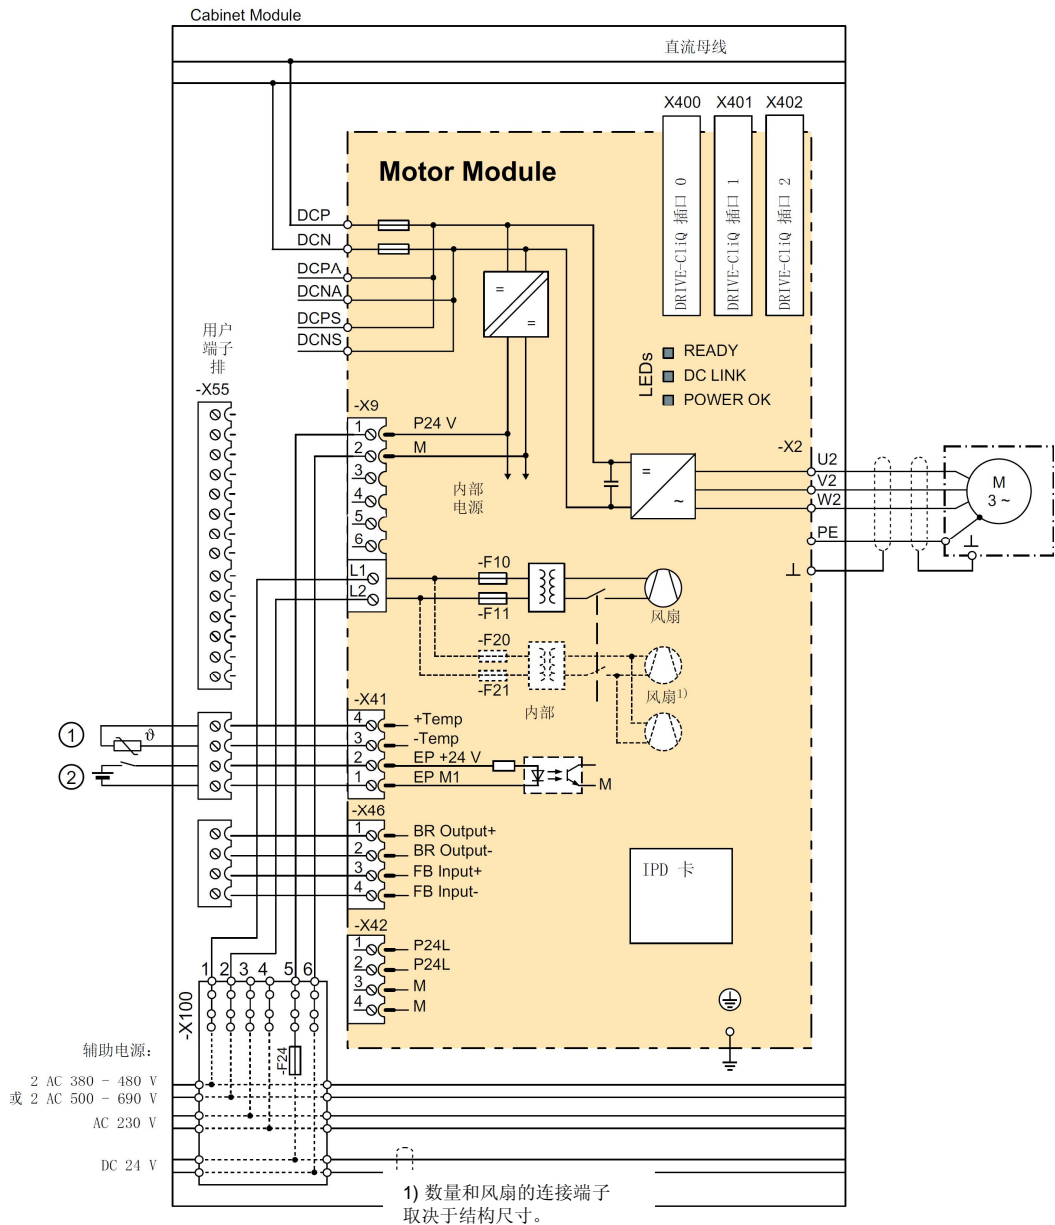 Cabinet Module
直流母线
X400 X401 X402
Motor Module
DRIVE-CliQ 插口 0
DRIVE-CliQ 插口 1
DRIVE-CliQ 插口 2
DCP
DCN
DCPA
DCNA
DCPS
DCNS
=
=
用户
端子
排
-X55
LEDs
READY
DC LINK
POWER OK
-X9
1 P24 V
2 M
3
4
5
6
内部
电源
=
~
-X2
U2
V2
W2
PE
M
3 ~
L1
L2
-F10
-F11
风扇
-F20
-F21
内部
风扇1)
-X41
4 +Temp
3 -Temp
2 EP +24 V
1 EP M1
M
1
ϑ
2
-X46
1 BR Output+
2 BR Output-
3 FB Input+
4 FB Input-
IPD 卡
-X42
1 P24L
2 P24L
3 M
4 M
1 2 3 4 5 6
-X100
-F24
辅助电源:
2 AC 380 - 480 V
或 2 AC 500 - 690 V
AC 230 V
DC 24 V
1) 数量和风扇的连接端子
取决于结构尺寸。